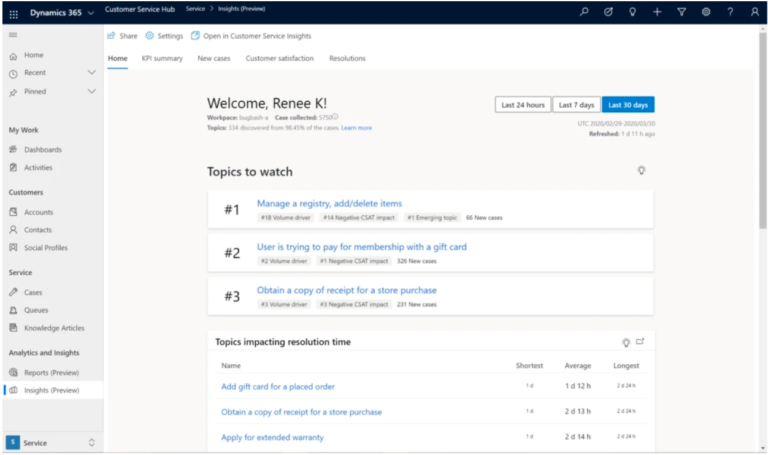 Dynamics 365 Customer Service Hub Service > Insights (Preview)
Share Settings Open in Customer Service Insights
Home KPI summary New cases Customer satisfaction Resolutions
Home
Recent
Pinned
My Work
Dashboards
Activities
Customers
Accounts
Contacts
Social Profiles
Service
Cases
Queues
Knowledge Articles
Analytics and Insights
Reports (Preview)
Insights (Preview)
S Service
Welcome, Renee K!
Workspace: bugbash-a Case collected: 5750
Topics: 334 discovered from 98.45% of the cases. Learn more
Last 24 hours Last 7 days Last 30 days
UTC 2020/02/29-2020/03/30
Refreshed: 1 d 11 h ago
Topics to watch
#1 Manage a registry, add/delete items
#18 Volume driver #14 Negative CSAT impact #1 Emerging topic 66 New cases
#2 User is trying to pay for membership with a gift card
#2 Volume driver #1 Negative CSAT impact 326 New cases
#3 Obtain a copy of receipt for a store purchase
#3 Volume driver #3 Negative CSAT impact 231 New cases
Topics impacting resolution time
Name Shortest Average Longest
Add gift card for a placed order 1 d 1 d 12 h 2 d 24 h
Obtain a copy of receipt for a store purchase 1 d 2 d 13 h 2 d 24 h
Apply for extended warranty 1 d 2 d 14 h 2 d 24 h